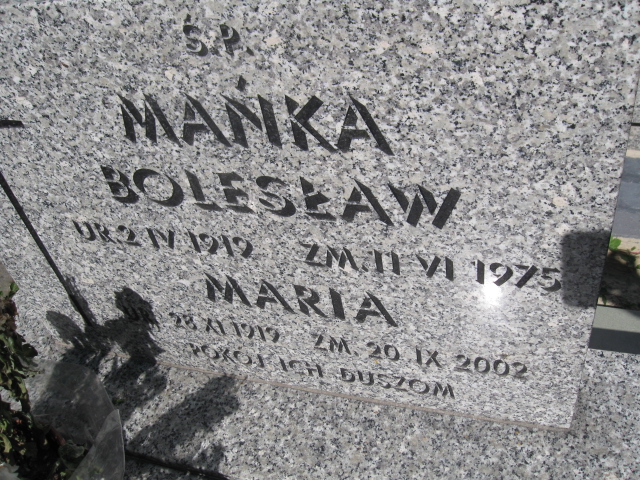 Ś.P.
MAŃKA
BOLESŁAW
UR. 2 IV 1919 ZM. 11 VI 1975
MARIA
UR. 28 XI 1919 ZM. 20 IX 2002
POKÓJ ICH DUSZOM